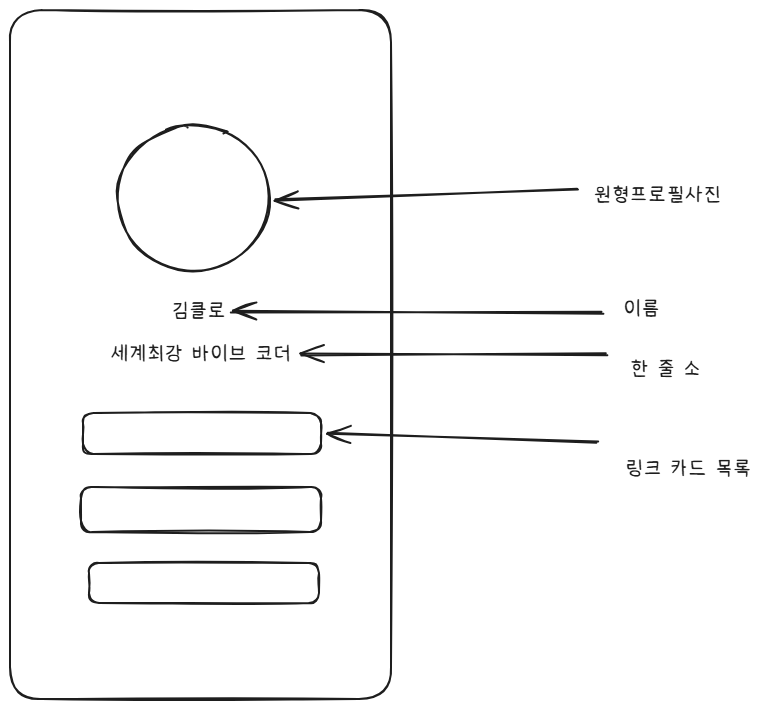 원형프로필사진
김클로
이름
세계최강 바이브 코더
한 줄 소
링크 카드 목록